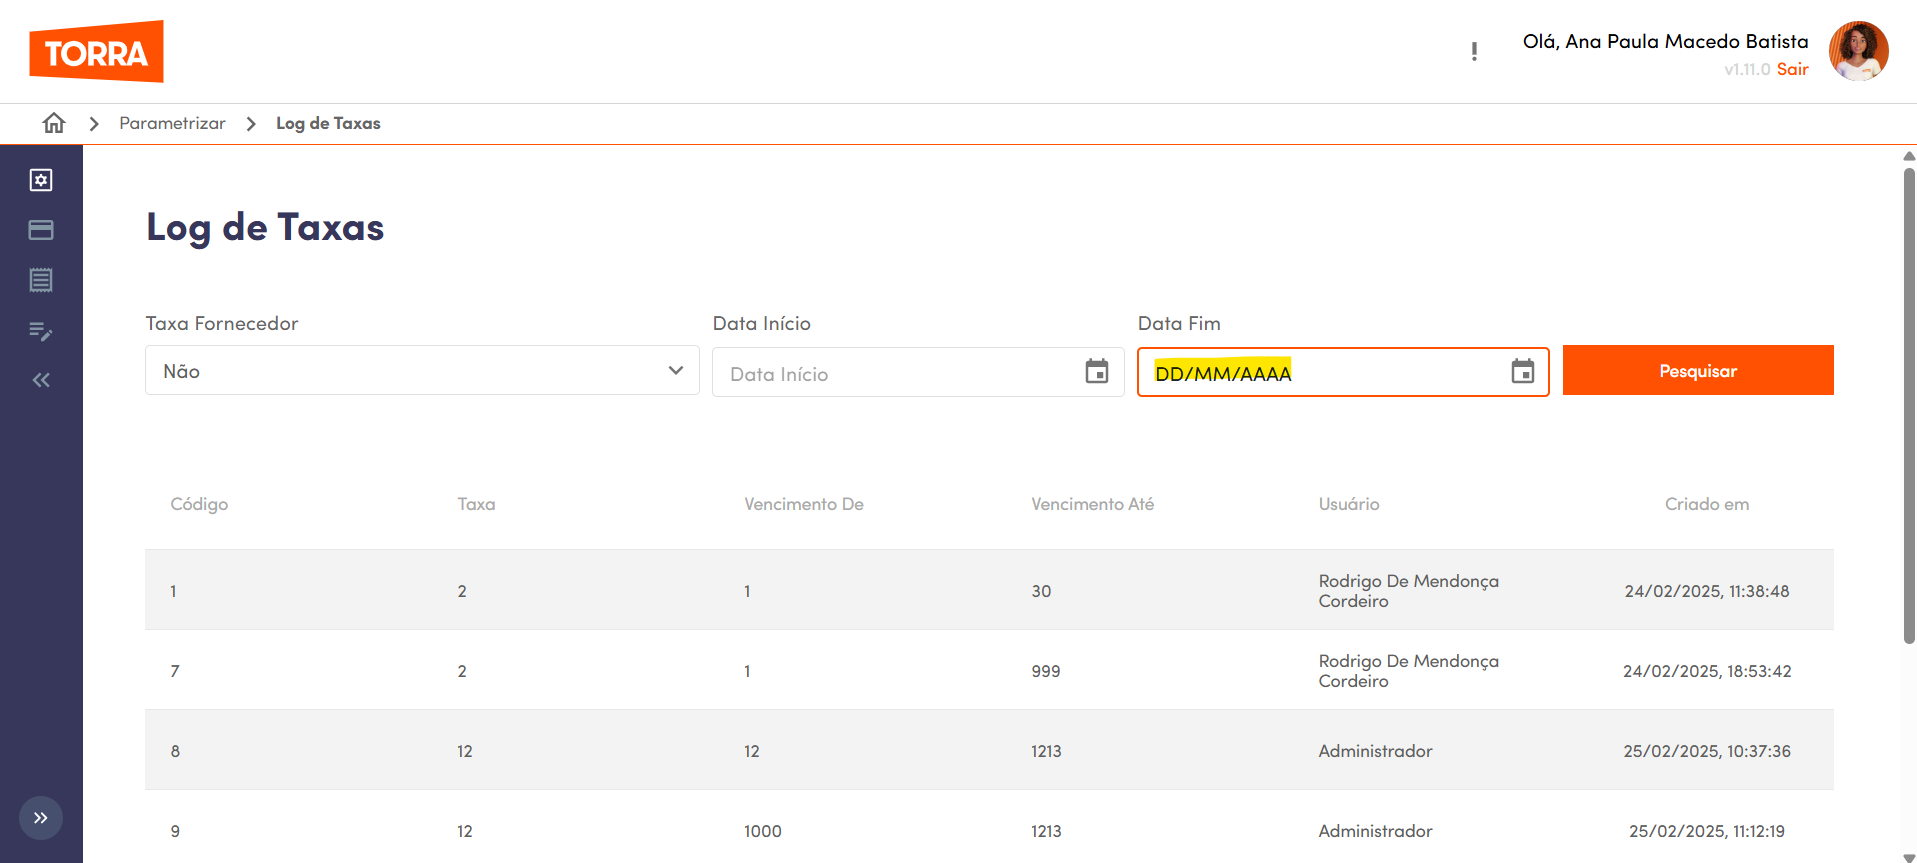 TORRA
Olá, Ana Paula Macedo Batista
v1.11.0 Sair
Parametrizar
Log de Taxas
Log de Taxas
Taxa Fornecedor
Data Início
Data Fim
Não
Data Início
DD/MM/AAAA
Pesquisar
Código
Taxa
Vencimento De
Vencimento Até
Usuário
Criado em
1
2
1
30
Rodrigo De Mendonça
Cordeiro
24/02/2025, 11:38:48
7
2
1
999
Rodrigo De Mendonça
Cordeiro
24/02/2025, 18:53:42
8
12
12
1213
Administrador
25/02/2025, 10:37:36
9
12
1000
1213
Administrador
25/02/2025, 11:12:19